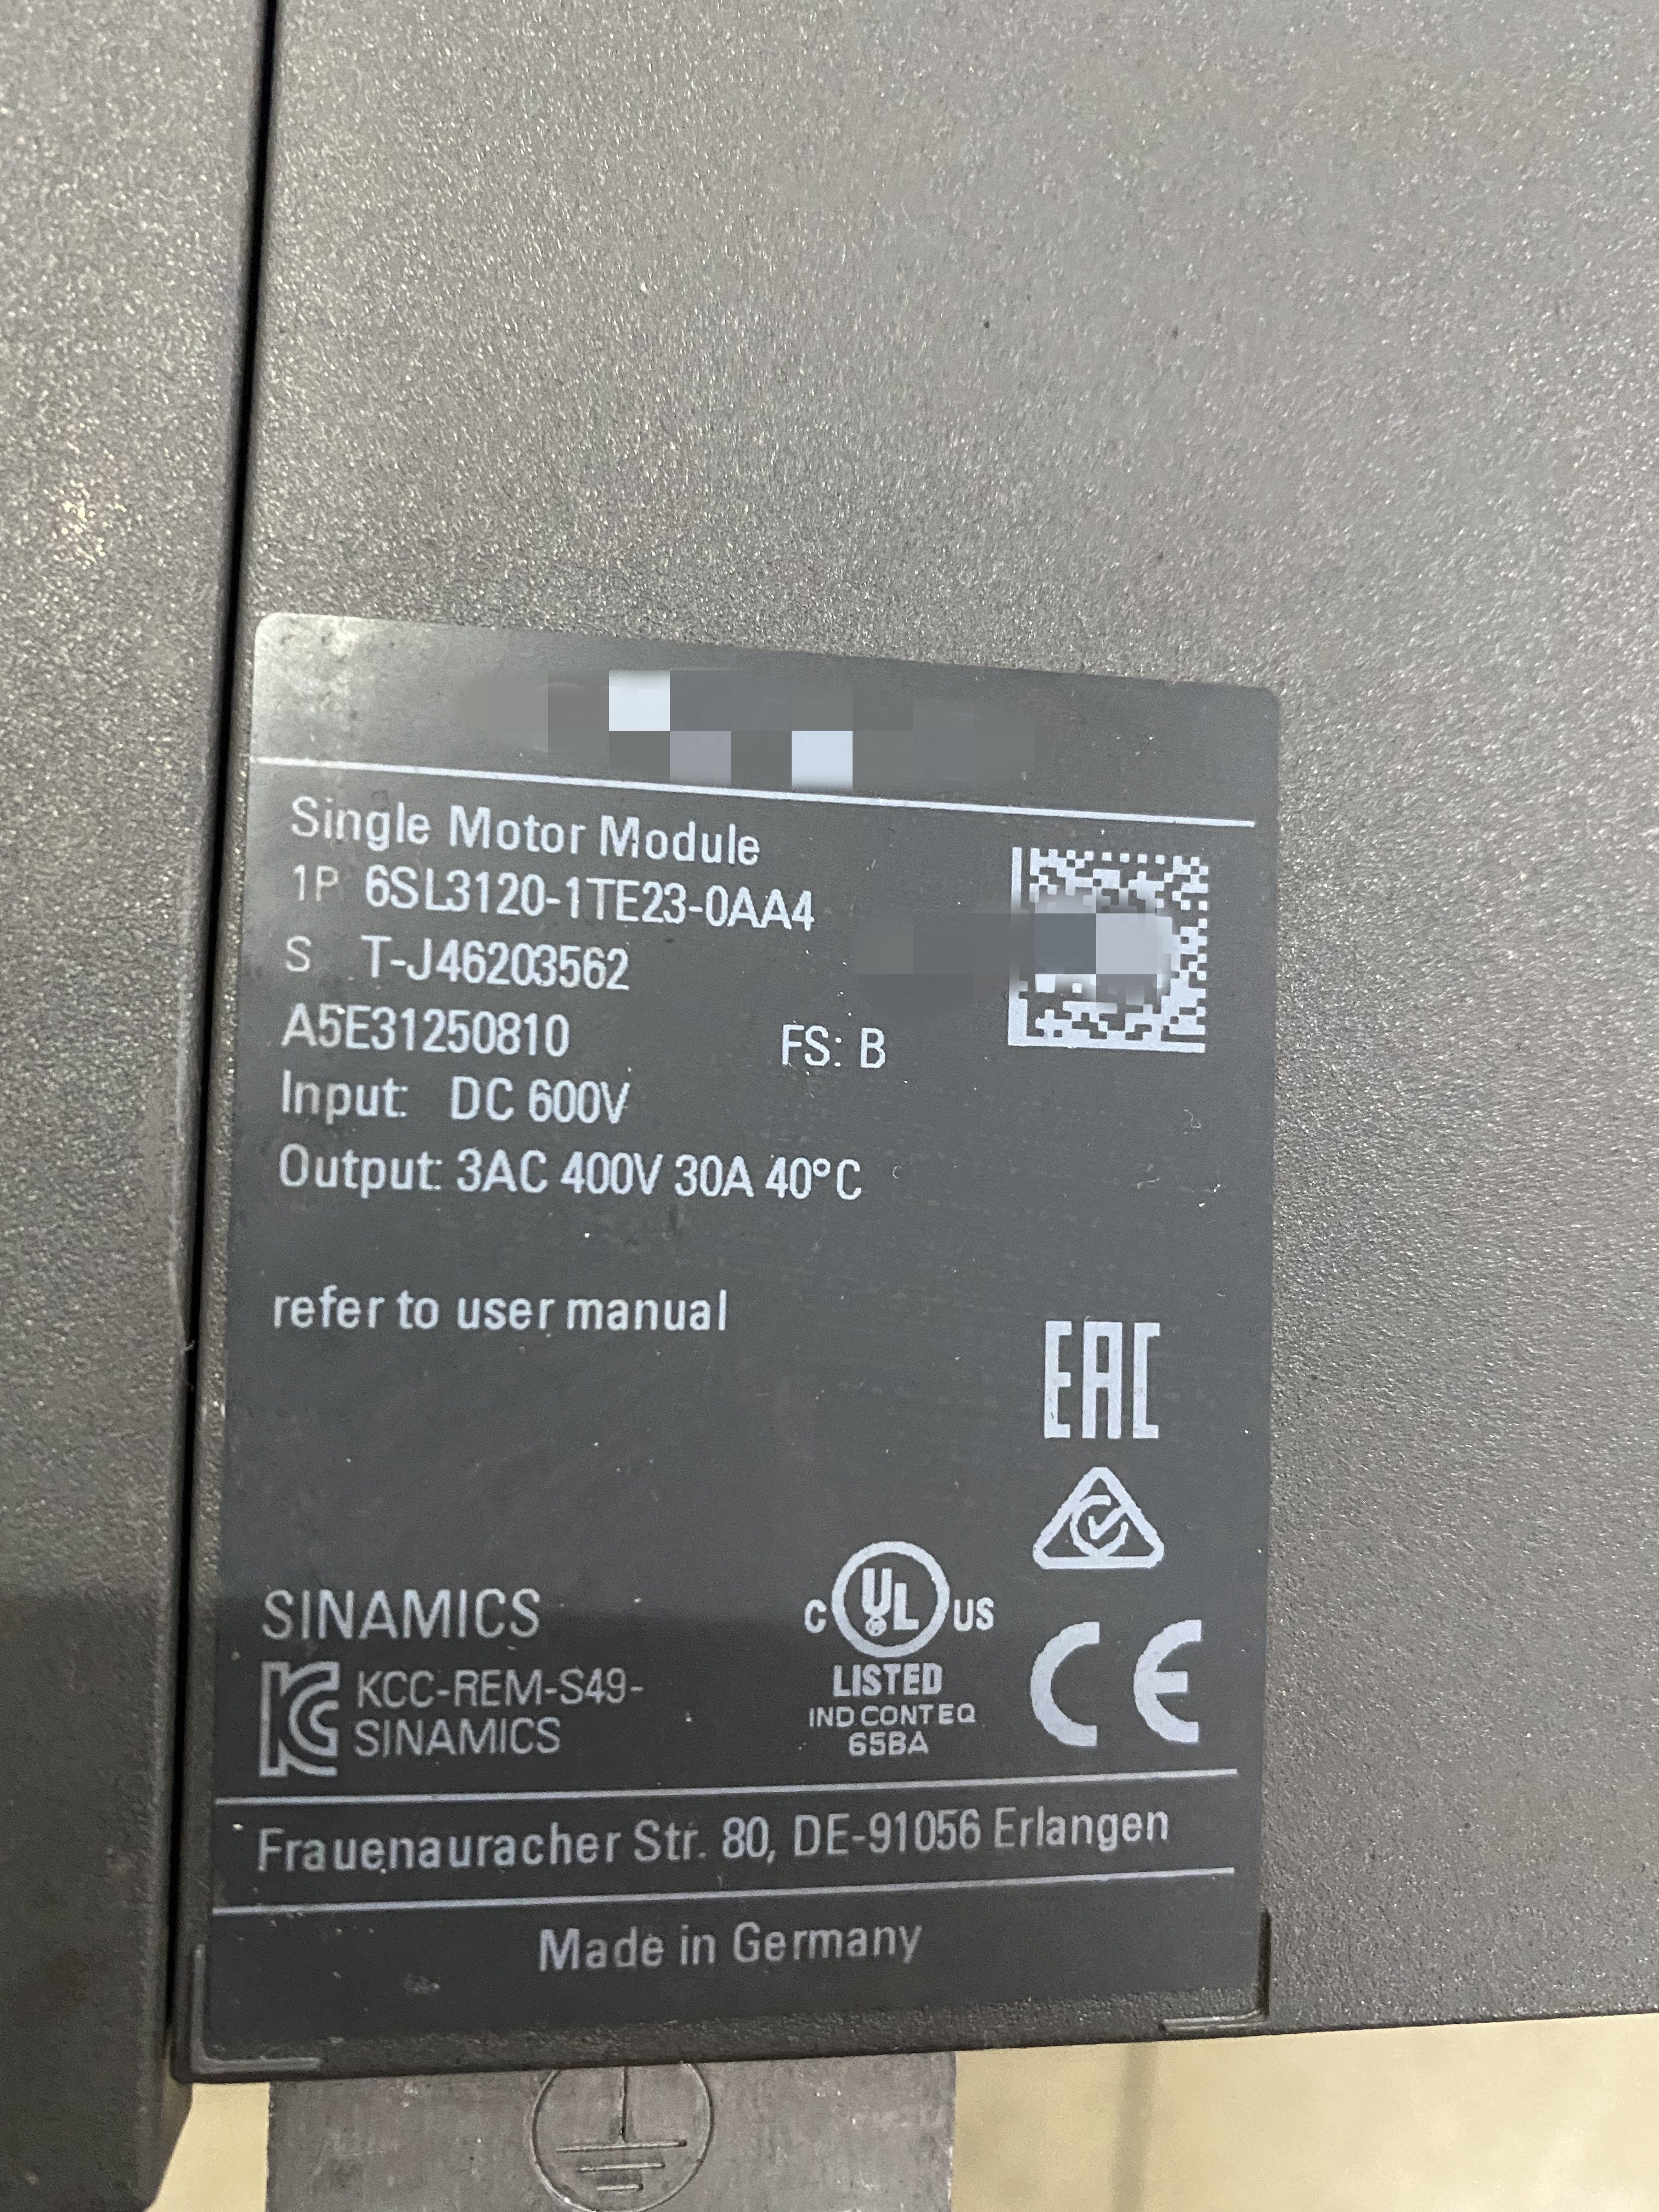 Single Motor Module
1P 6SL3120-1TE23-0AA4
S T-J46203562
A5E31250810 FS: B
Input: DC 600V
Output: 3AC 400V 30A 40°C
refer to user manual
EAC
SINAMICS
KCC-REM-S49-
SINAMICS
C UL US
LISTED
IND CONT EQ
65BA
CE
Frauenauracher Str. 80, DE-91056 Erlangen
Made in Germany